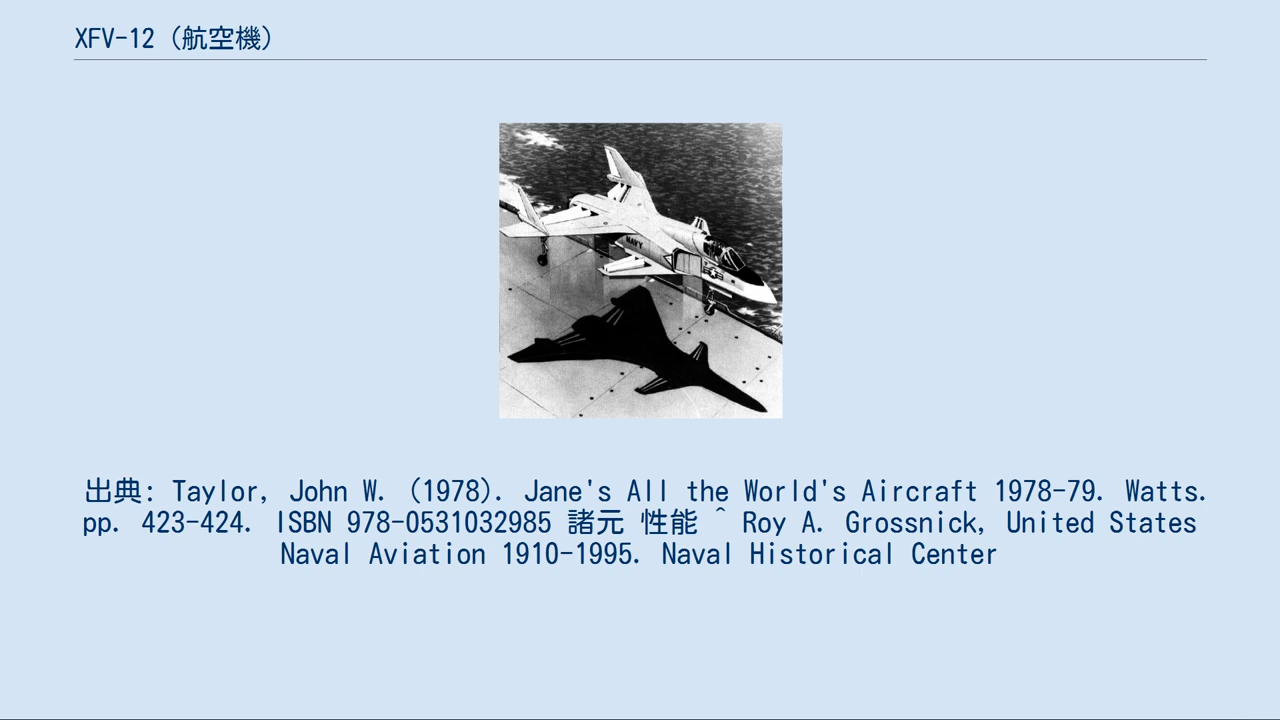 XFV-12（航空機）
NAVY
出典: Taylor, John W. (1978). Jane's All the World's Aircraft 1978-79. Watts.
pp. 423-424. ISBN 978-0531032985 諸元 性能 ^ Roy A. Grossnick, United States
Naval Aviation 1910-1995. Naval Historical Center